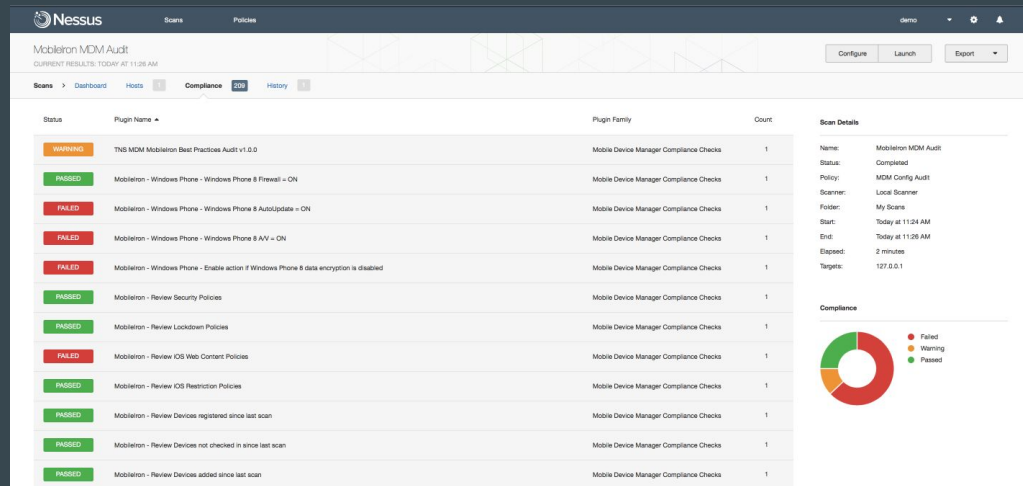 Nessus Scans Policies demo
MobileIron MDM Audit
CURRENT RESULTS: TODAY AT 11:26 AM
Configure Launch Export
Scans > Dashboard Hosts 1 Compliance 209 History 1
Status Plugin Name Plugin Family Count
WARNING TNS MDM MobileIron Best Practices Audit v1.0.0 Mobile Device Manager Compliance Checks 1
PASSED MobileIron - Windows Phone - Windows Phone 8 Firewall = ON Mobile Device Manager Compliance Checks 1
FAILED MobileIron - Windows Phone - Windows Phone 8 AutoUpdate = ON Mobile Device Manager Compliance Checks 1
FAILED MobileIron - Windows Phone - Windows Phone 8 A/V = ON Mobile Device Manager Compliance Checks 1
FAILED MobileIron - Windows Phone - Enable action if Windows Phone 8 data encryption is disabled Mobile Device Manager Compliance Checks 1
PASSED MobileIron - Review Security Policies Mobile Device Manager Compliance Checks 1
PASSED MobileIron - Review Lockdown Policies Mobile Device Manager Compliance Checks 1
FAILED MobileIron - Review iOS Web Content Policies Mobile Device Manager Compliance Checks 1
PASSED MobileIron - Review iOS Restriction Policies Mobile Device Manager Compliance Checks 1
PASSED MobileIron - Review Devices registered since last scan Mobile Device Manager Compliance Checks 1
PASSED MobileIron - Review Devices not checked in since last scan Mobile Device Manager Compliance Checks 1
PASSED MobileIron - Review Devices added since last scan Mobile Device Manager Compliance Checks 1
Scan Details
Name: MobileIron MDM Audit
Status: Completed
Policy: MDM Config Audit
Scanner: Local Scanner
Folder: My Scans
Start: Today at 11:24 AM
End: Today at 11:26 AM
Elapsed: 2 minutes
Targets: 127.0.0.1
Compliance
Failed
Warning
Passed